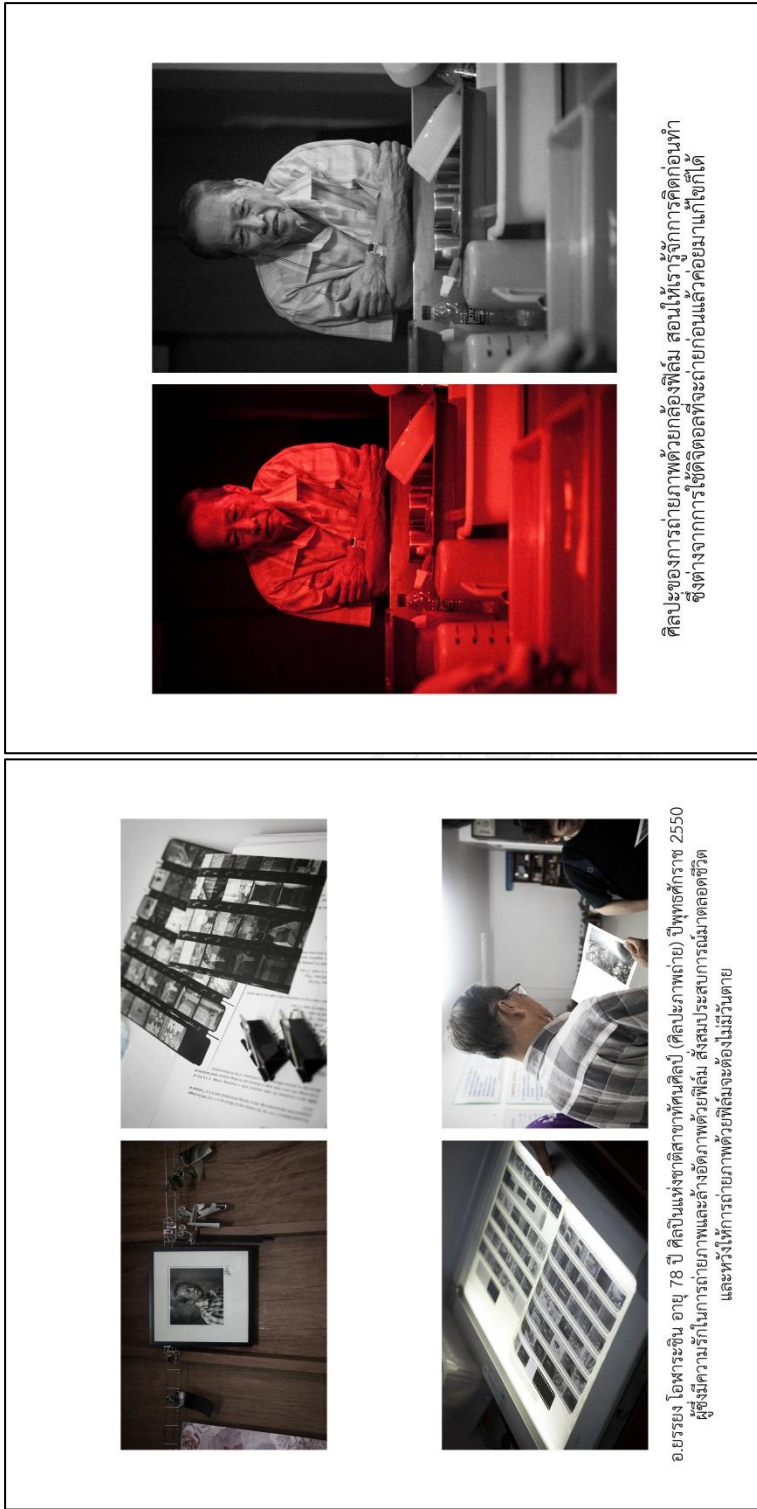 ศิลปะของการถ่ายภาพด้วยกล้องฟิล์ม สอนให้เรารู้จักการคิดก่อนทำ
ซึ่งต่างจากการใช้ดิจิตอลที่จะถ่ายก่อนแล้วค่อยมาแก้ไขก็ได้
อ.ยรรยง โอฬาระชิน อายุ 78 ปี ศิลปินแห่งชาติสาขาทัศนศิลป์ (ศิลปะภาพถ่าย) ปีพุทธศักราช 2550
ผู้ซึ่งมีความรักในการถ่ายภาพและล้างอัดภาพด้วยฟิล์ม สั่งสมประสบการณ์มาตลอดชีวิต
และหวังให้การถ่ายภาพด้วยฟิล์มจะต้องไม่มีวันตาย